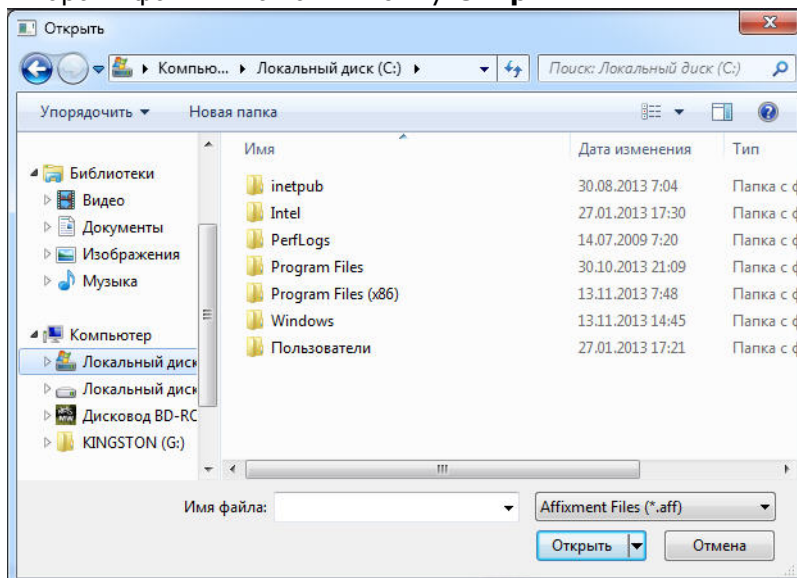 Открыть
Компью... Локальный диск (C:)
Поиск: Локальный диск (C:)
Упорядочить
Новая папка
Имя
Дата изменения
Тип
Библиотеки
Видео
Документы
Изображения
Музыка
Компьютер
Локальный диск
Локальный диск
Дисковод BD-RO
KINGSTON (G:)
inetpub 30.08.2013 7:04 Папка с ф
Intel 27.01.2013 17:30 Папка с ф
PerfLogs 14.07.2009 7:20 Папка с ф
Program Files 30.10.2013 21:09 Папка с ф
Program Files (x86) 13.11.2013 7:48 Папка с ф
Windows 13.11.2013 14:45 Папка с ф
Пользователи 27.01.2013 17:21 Папка с ф
Имя файла:
Affixment Files (*.aff)
Открыть
Отмена